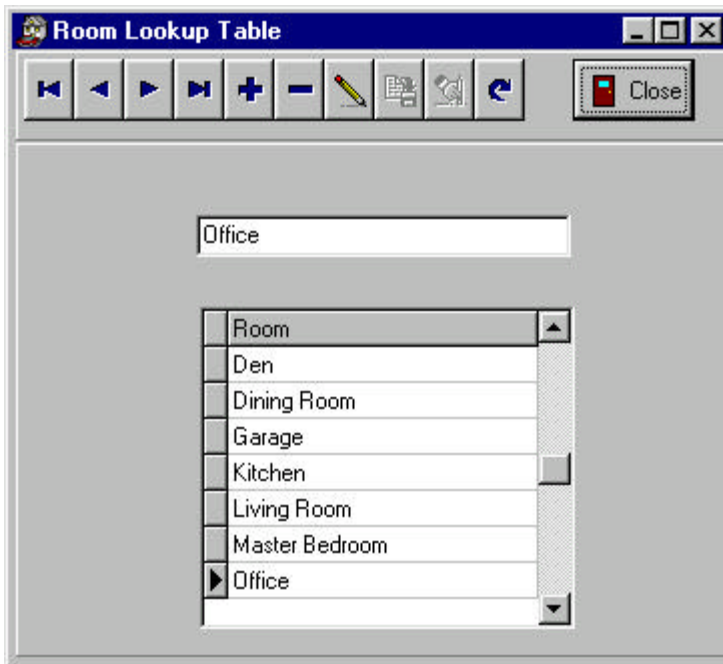 Room Lookup Table
Close
Office
Room
Den
Dining Room
Garage
Kitchen
Living Room
Master Bedroom
Office